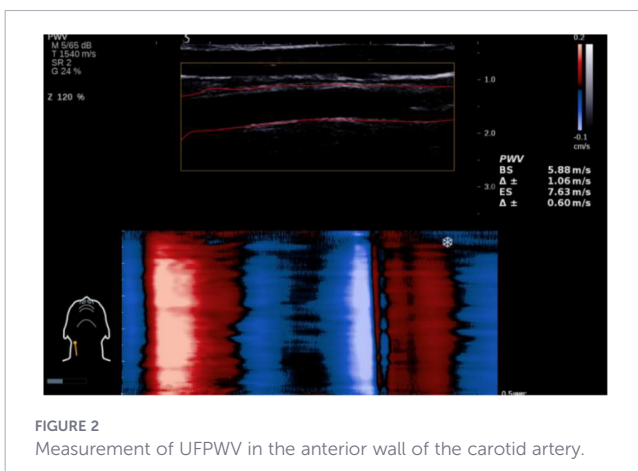 PWV
M 5/65 dB
T 1540 m/s
SR 2
G 24 %
Z 120 %
S
0.2
-0.1
cm/s
1.0
2.0
3.0
PWV
BS 5.88 m/s
Δ ± 1.06 m/s
ES 7.63 m/s
Δ ± 0.60 m/s
FIGURE 2
Measurement of UFPWV in the anterior wall of the carotid artery.